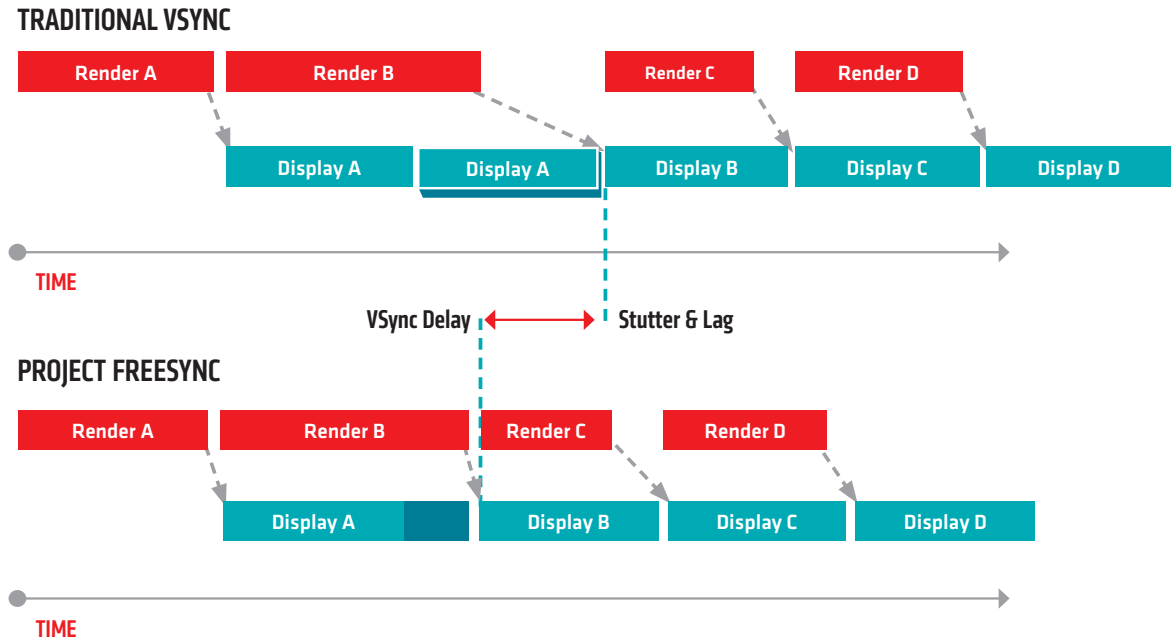 TRADITIONAL VSYNC
Render A
Render B
Render C
Render D
Display A
Display A
Display B
Display C
Display D
TIME
VSync Delay
Stutter & Lag
PROJECT FREESYNC
Render A
Render B
Render C
Render D
Display A
Display B
Display C
Display D
TIME